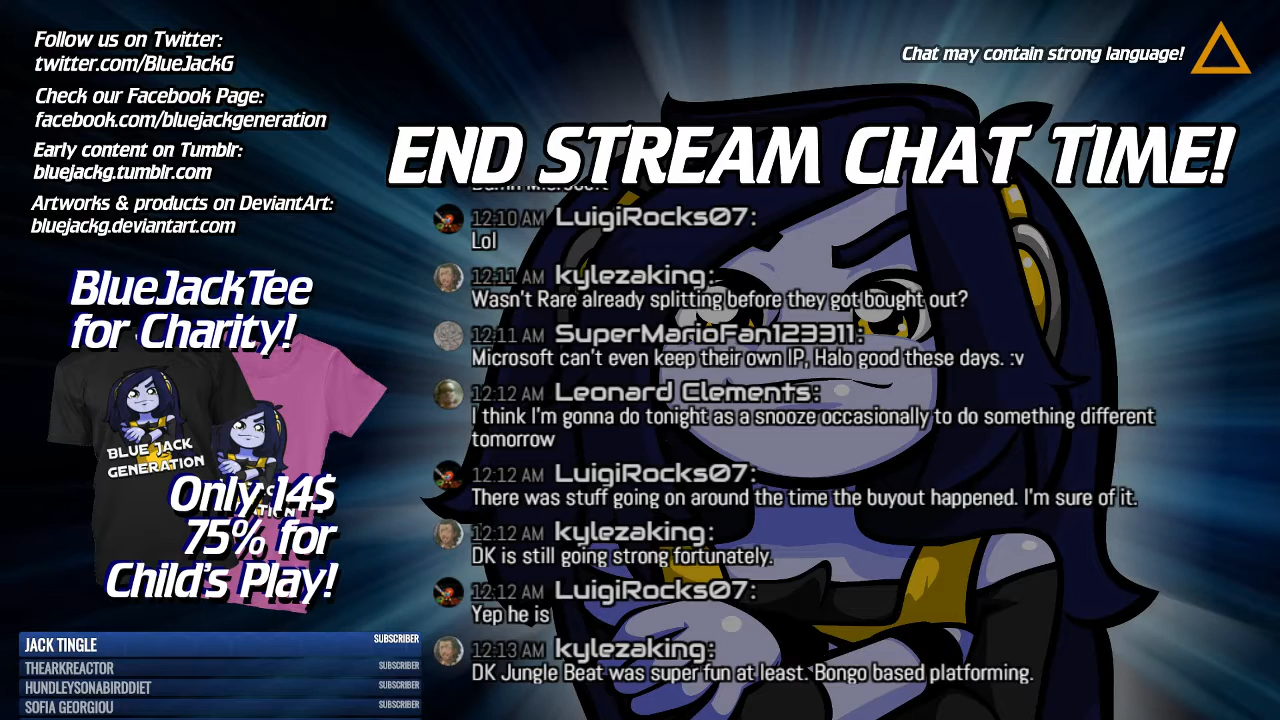 Follow us on Twitter:
twitter.com/BlueJackG
Check our Facebook Page:
facebook.com/bluejackgeneration
Early content on Tumblr:
bluejackg.tumblr.com
Artworks & products on DeviantArt:
bluejackg.deviantart.com
BlueJackTee
for Charity!
BLUE JACK
GENERATION
Only 14$
75% for
Child's Play!
JACK TINGLE SUBSCRIBER
THEARKREACTOR SUBSCRIBER
HUNDLEYSONABIRDDIET SUBSCRIBER
SOFIA GEORGIOU SUBSCRIBER
Chat may contain strong language!
END STREAM CHAT TIME!
Damn Microsoft
12:10 AM LuigiRocks07:
Lol
12:11 AM kylezaking:
Wasn't Rare already splitting before they got bought out?
12:11 AM SuperMarioFan123311:
Microsoft can't even keep their own IP, Halo good these days. :v
12:12 AM Leonard Clements:
I think I'm gonna do tonight as a snooze occasionally to do something different
tomorrow
12:12 AM LuigiRocks07:
There was stuff going on around the time the buyout happened. I'm sure of it.
12:12 AM kylezaking:
DK is still going strong fortunately.
12:12 AM LuigiRocks07:
Yep he is
12:13 AM kylezaking:
DK Jungle Beat was super fun at least. Bongo based platforming.